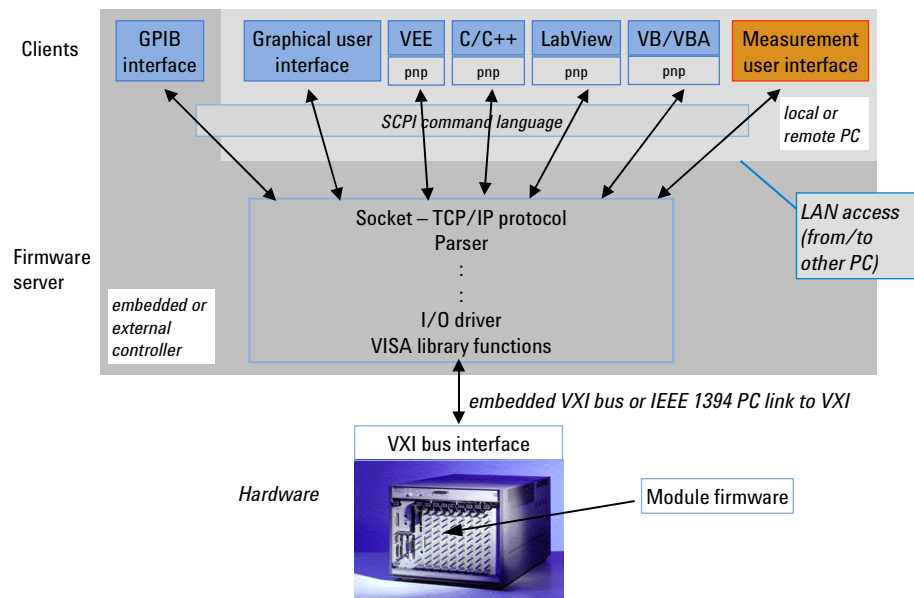 Clients
GPIB
interface
Graphical user
interface
VEE
pnp
C/C++
pnp
LabView
pnp
VB/VBA
pnp
Measurement
user interface
SCPI command language
local or
remote PC
LAN access
(from/to
other PC)
Firmware
server
Socket – TCP/IP protocol
Parser
:
:
I/O driver
VISA library functions
embedded or
external
controller
embedded VXI bus or IEEE 1394 PC link to VXI
VXI bus interface
Hardware
Module firmware